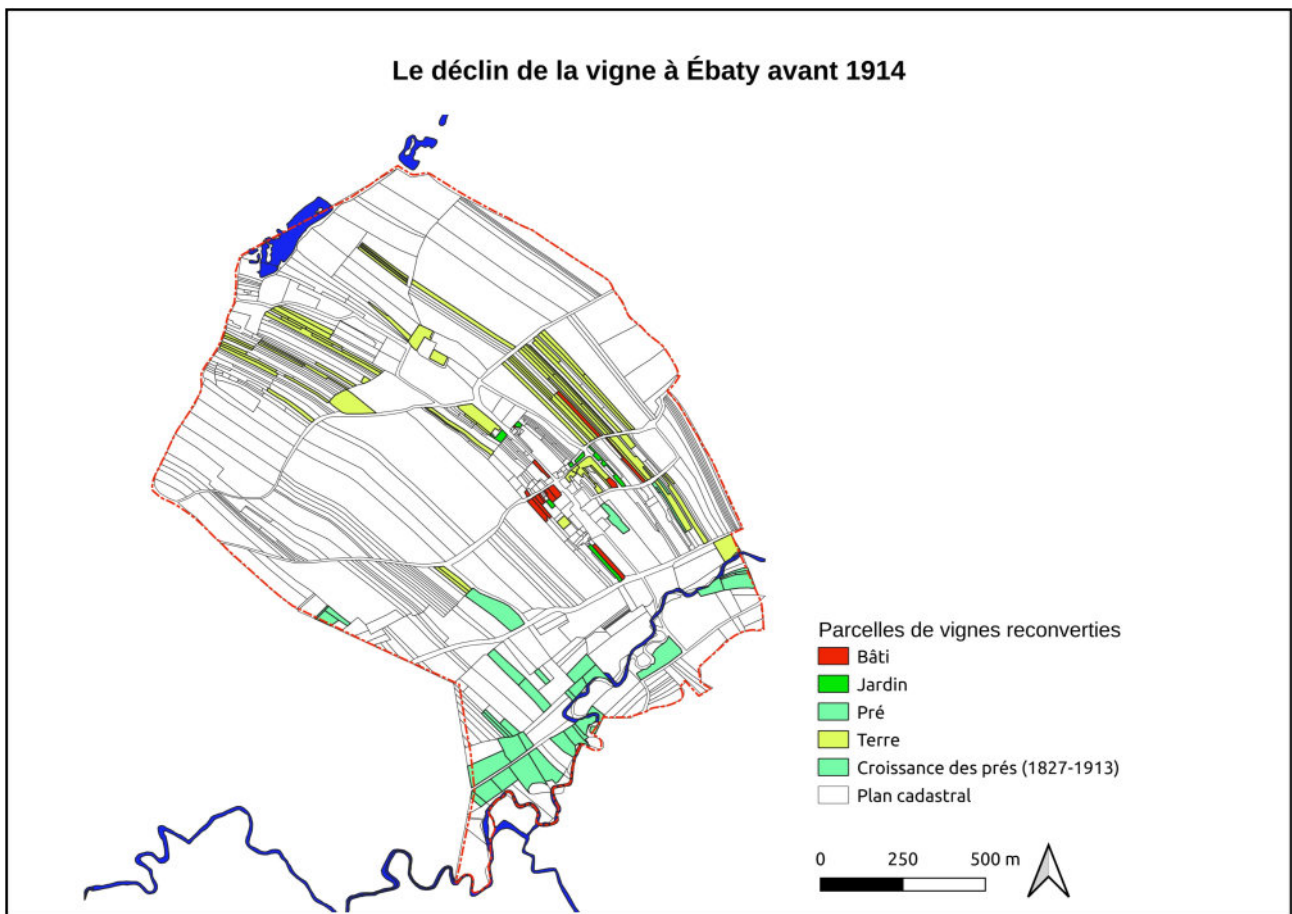 Le déclin de la vigne à Ébaty avant 1914
Parcelles de vignes reconverties
Bâti
Jardin
Pré
Terre
Croissance des prés (1827-1913)
Plan cadastral
0 250 500 m